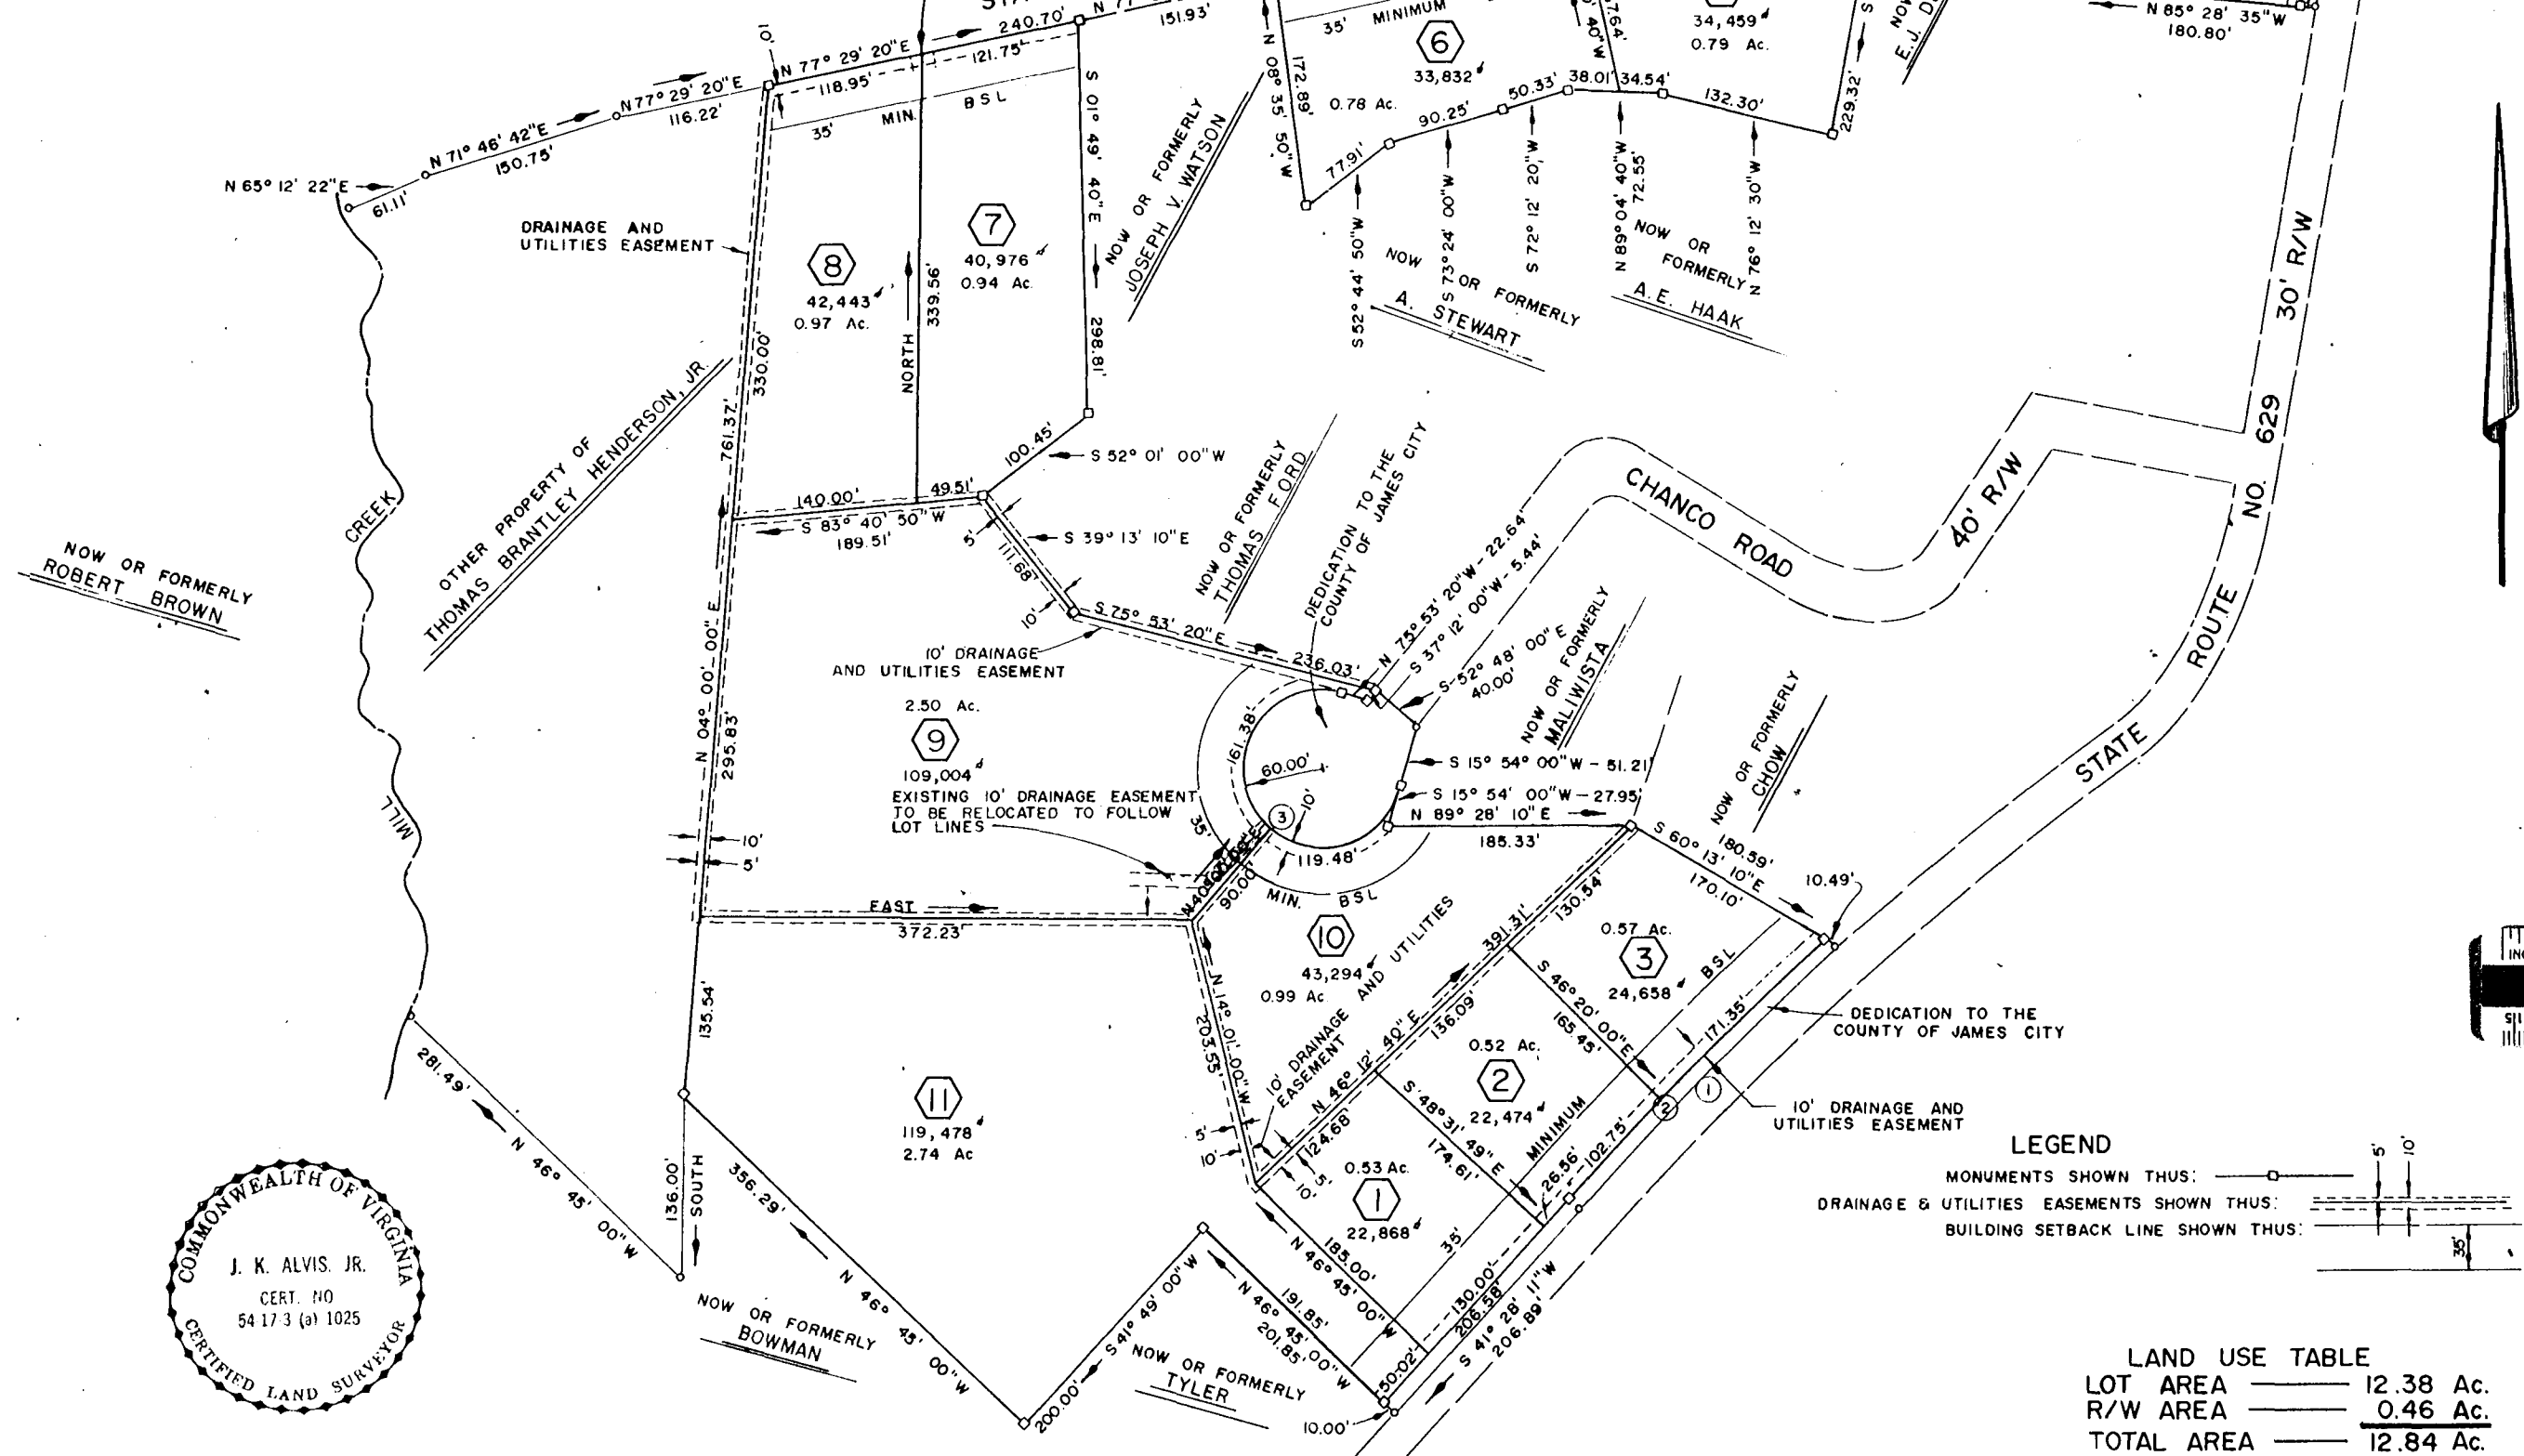 240.70'
151.93'
N 77° 29' 20"E
121.75'
118.95'
10'
N 77° 29' 20"E
116.22'
N 71° 46' 42"E
150.75'
N 65° 12' 22"E
61.11'
35' MIN. BSL
DRAINAGE AND
UTILITIES EASEMENT
8
42,443
0.97 Ac.
7
40,976
0.94 Ac.
NORTH
339.56'
S 01° 49' 40"E
298.81'
330.00'
761.37'
NOW OR FORMERLY
JOSEPH V. WATSON
N 08° 35' 50"W
172.89'
35' MINIMUM
6
33,832
0.78 Ac.
34,459
0.79 Ac.
229.32'
N 85° 28' 35"W
180.80'
77.91'
90.25'
50.33'
38.01'
34.54'
132.30'
S 52° 44' 50"W
S 73° 24' 00"W
S 72° 12' 20"W
N 89° 04' 40"W
72.55'
N 76° 12' 30"W
NOW OR FORMERLY
A. STEWART
NOW OR
FORMERLY
A.E. HAAK
CREEK
MILL
OTHER PROPERTY OF
THOMAS BRANTLEY HENDERSON, JR.
NOW OR FORMERLY
ROBERT BROWN
100.45'
S 52° 01' 00"W
140.00'
49.51'
S 83° 40' 50"W
189.51'
5'
S 39° 13' 10"E
111.68'
10'
S 75° 53' 20"E
236.03'
NOW OR FORMERLY
THOMAS FORD
DEDICATION TO THE
COUNTY OF JAMES CITY
N 75° 53' 20"W-22.64'
S 37° 12' 00"W-5.44'
S-52° 48' 00"E
40.00'
NOW OR FORMERLY
MALIWISTA
CHANCO ROAD
40' R/W
STATE ROUTE NO. 629 30' R/W
10' DRAINAGE
AND UTILITIES EASEMENT
N 04° 00' 00"E
295.83'
2.50 Ac.
9
109,004
EXISTING 10' DRAINAGE EASEMENT
TO BE RELOCATED TO FOLLOW
LOT LINES
161.38'
60.00'
10'
3
119.48'
35' MIN. BSL
90.00'
S 15° 54' 00"W-51.21'
S 15° 54' 00"W-27.95'
N 89° 28' 10"E
185.33'
NOW OR FORMERLY
CHOW
S 60° 13' 10"E
180.59'
170.10'
10.49'
10'
5'
EAST
372.23'
135.54'
10
43,294
0.99 Ac.
10' DRAINAGE AND UTILITIES
EASEMENT
N 14° 01' 00"W
203.55'
5'
10'
N 46° 12' 40"E
391.31'
130.54'
136.09'
124.68'
5'
10'
0.57 Ac.
3
24,658
BSL
S 46° 20' 00"E
165.45'
171.35'
DEDICATION TO THE
COUNTY OF JAMES CITY
1
2
10' DRAINAGE AND
UTILITIES EASEMENT
0.52 Ac.
2
22,474
MINIMUM
S 48° 31' 49"E
174.61'
26.56'
102.75'
0.53 Ac.
1
22,868
35'
185.00'
N 46° 45' 00"W
130.00'
206.58'
S 41° 28' 11"W
206.89'
50.02'
10.00'
191.85'
N 46° 45' 00"W
201.85'
11
119,478
2.74 Ac
136.00'
SOUTH
356.29'
N 46° 45' 00"W
281.49'
N 46° 45' 00"W
S 41° 49' 00"W
200.00'
NOW OR FORMERLY
BOWMAN
NOW OR FORMERLY
TYLER
COMMONWEALTH OF VIRGINIA
J. K. ALVIS. JR.
CERT. NO
54-17-3 (a) 1025
CERTIFIED LAND SURVEYOR
LEGEND
MONUMENTS SHOWN THUS:
DRAINAGE & UTILITIES EASEMENTS SHOWN THUS:
BUILDING SETBACK LINE SHOWN THUS:
5'
10'
35'
LAND USE TABLE
LOT AREA 12.38 Ac.
R/W AREA 0.46 Ac.
TOTAL AREA 12.84 Ac.